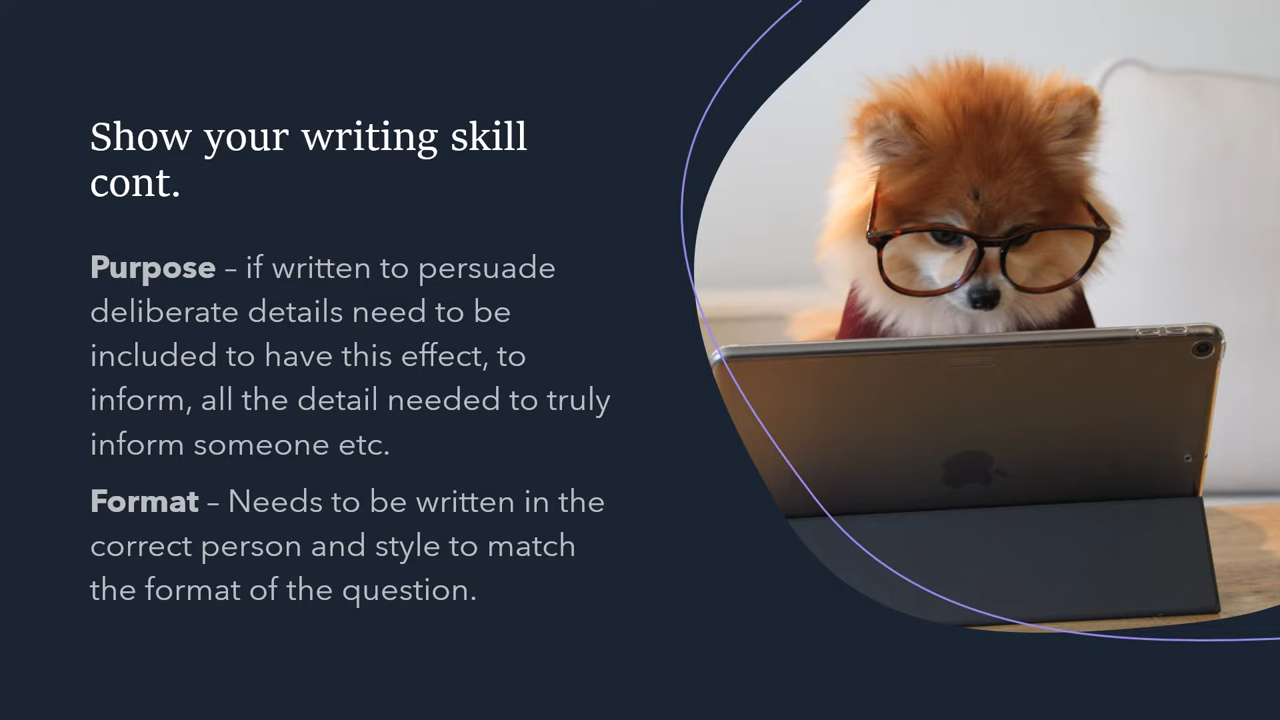 Show your writing skill
cont.
Purpose – if written to persuade
deliberate details need to be
included to have this effect, to
inform, all the detail needed to truly
inform someone etc.
Format – Needs to be written in the
correct person and style to match
the format of the question.